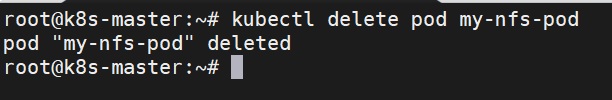 root@k8s-master:~# kubectl delete pod my-nfs-pod
pod "my-nfs-pod" deleted
root@k8s-master:~#